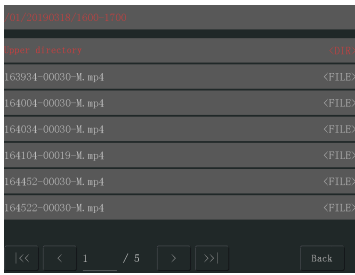 Upper directory <DIR>
163934-00030-M.mp4 <FILE>
164004-00030-M.mp4 <FILE>
164034-00030-M.mp4 <FILE>
164104-00019-M.mp4 <FILE>
164452-00030-M.mp4 <FILE>
164522-00030-M.mp4 <FILE>
|<< < 1 / 5 > >>| Back